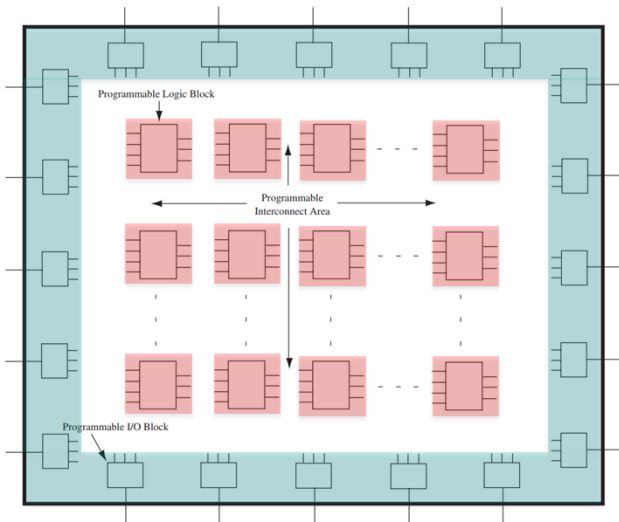 Programmable Logic Block
Programmable
Interconnect Area
Programmable I/O Block